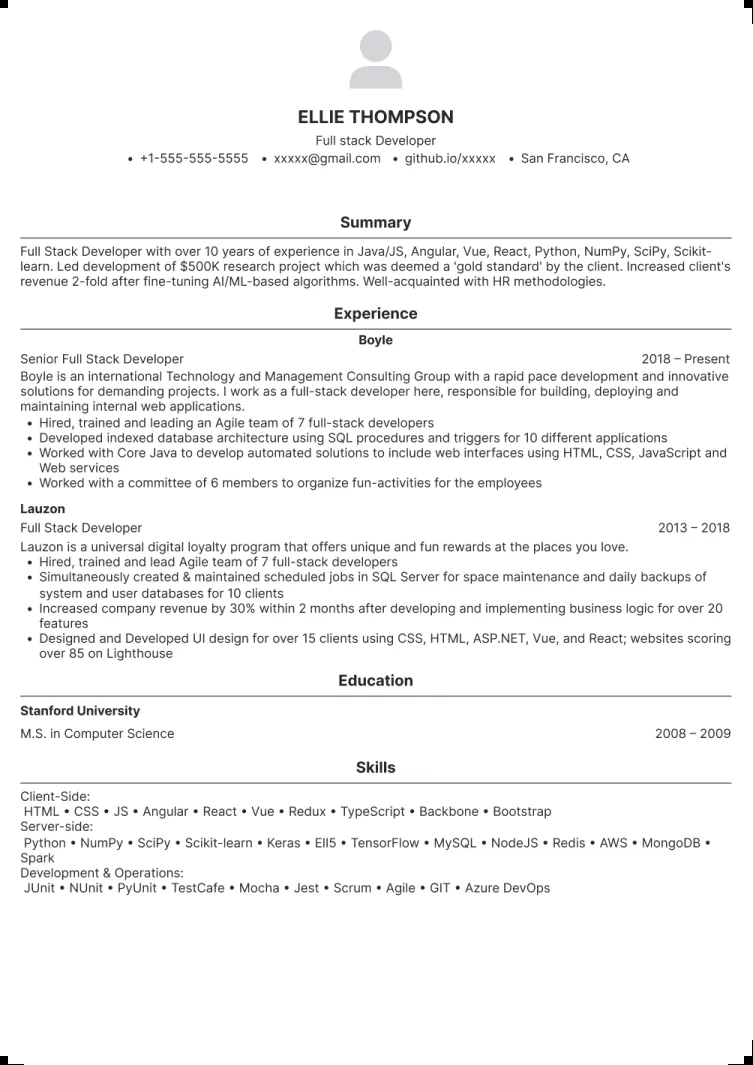 ELLIE THOMPSON
Full stack Developer
• +1-555-555-5555 • xxxxx@gmail.com • github.io/xxxxx • San Francisco, CA
Summary
Full Stack Developer with over 10 years of experience in Java/JS, Angular, Vue, React, Python, NumPy, SciPy, Scikit-
learn. Led development of $500K research project which was deemed a 'gold standard' by the client. Increased client's
revenue 2-fold after fine-tuning AI/ML-based algorithms. Well-acquainted with HR methodologies.
Experience
Boyle
Senior Full Stack Developer 2018 – Present
Boyle is an international Technology and Management Consulting Group with a rapid pace development and innovative
solutions for demanding projects. I work as a full-stack developer here, responsible for building, deploying and
maintaining internal web applications.
• Hired, trained and leading an Agile team of 7 full-stack developers
• Developed indexed database architecture using SQL procedures and triggers for 10 different applications
• Worked with Core Java to develop automated solutions to include web interfaces using HTML, CSS, JavaScript and
Web services
• Worked with a committee of 6 members to organize fun-activities for the employees
Lauzon
Full Stack Developer 2013 – 2018
Lauzon is a universal digital loyalty program that offers unique and fun rewards at the places you love.
• Hired, trained and lead Agile team of 7 full-stack developers
• Simultaneously created & maintained scheduled jobs in SQL Server for space maintenance and daily backups of
system and user databases for 10 clients
• Increased company revenue by 30% within 2 months after developing and implementing business logic for over 20
features
• Designed and Developed UI design for over 15 clients using CSS, HTML, ASP.NET, Vue, and React; websites scoring
over 85 on Lighthouse
Education
Stanford University
M.S. in Computer Science 2008 – 2009
Skills
Client-Side:
HTML • CSS • JS • Angular • React • Vue • Redux • TypeScript • Backbone • Bootstrap
Server-side:
Python • NumPy • SciPy • Scikit-learn • Keras • Ell5 • TensorFlow • MySQL • NodeJS • Redis • AWS • MongoDB •
Spark
Development & Operations:
JUnit • NUnit • PyUnit • TestCafe • Mocha • Jest • Scrum • Agile • GIT • Azure DevOps